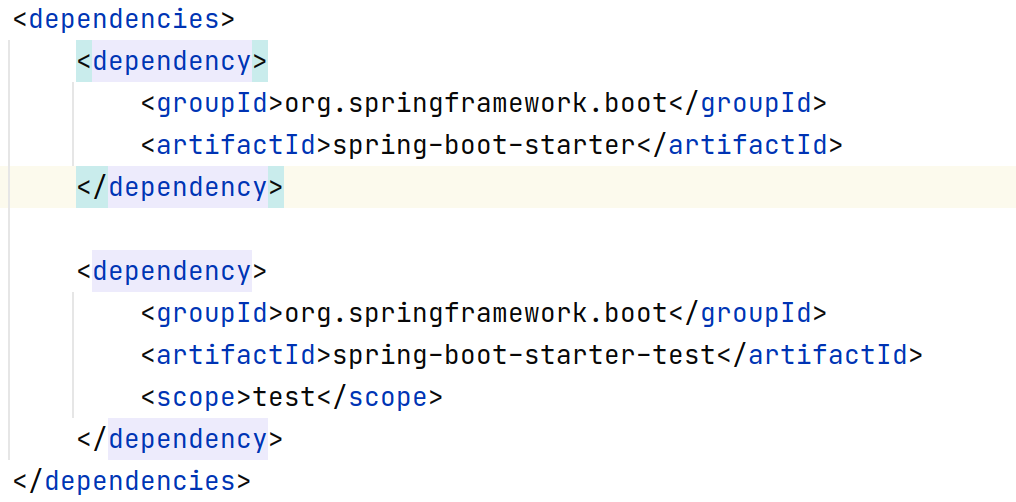 <dependencies>
    <dependency>
        <groupId>org.springframework.boot</groupId>
        <artifactId>spring-boot-starter</artifactId>
    </dependency>

    <dependency>
        <groupId>org.springframework.boot</groupId>
        <artifactId>spring-boot-starter-test</artifactId>
        <scope>test</scope>
    </dependency>
</dependencies>